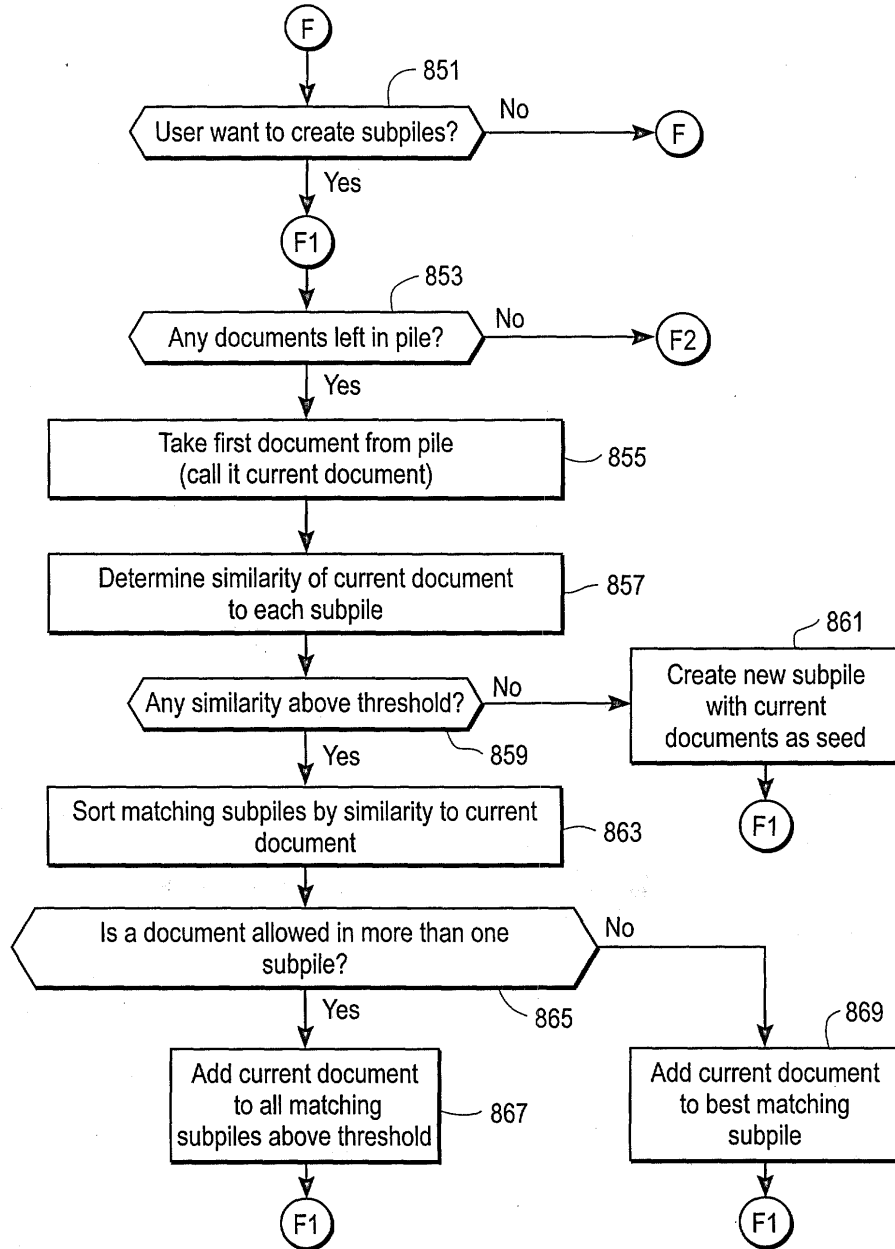 F
851
User want to create subpiles?
No
F
Yes
F1
853
Any documents left in pile?
No
F2
Yes
Take first document from pile
(call it current document)
855
Determine similarity of current document
to each subpile
857
861
Create new subpile
with current
documents as seed
Any similarity above threshold?
No
859
Yes
F1
Sort matching subpiles by similarity to current
document
863
Is a document allowed in more than one
subpile?
No
865
Yes
869
Add current document
to all matching
subpiles above threshold
867
Add current document
to best matching
subpile
F1
F1